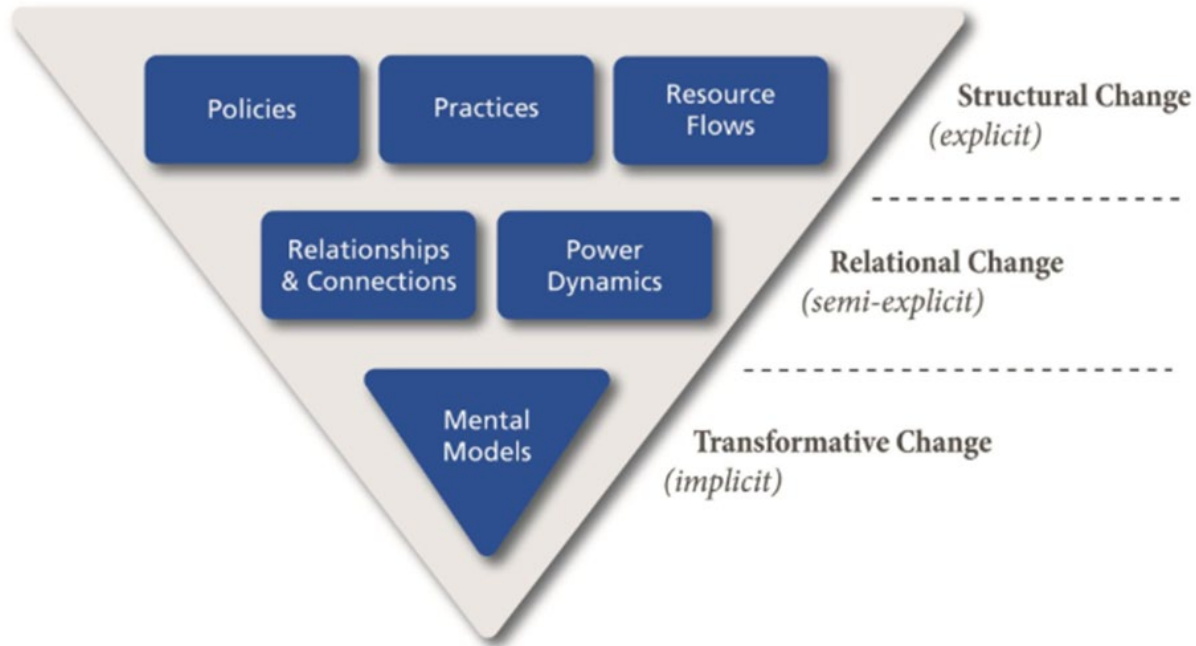 Policies
Practices
Resource
Flows
Structural Change
(explicit)
Relationships
& Connections
Power
Dynamics
Relational Change
(semi-explicit)
Mental
Models
Transformative Change
(implicit)